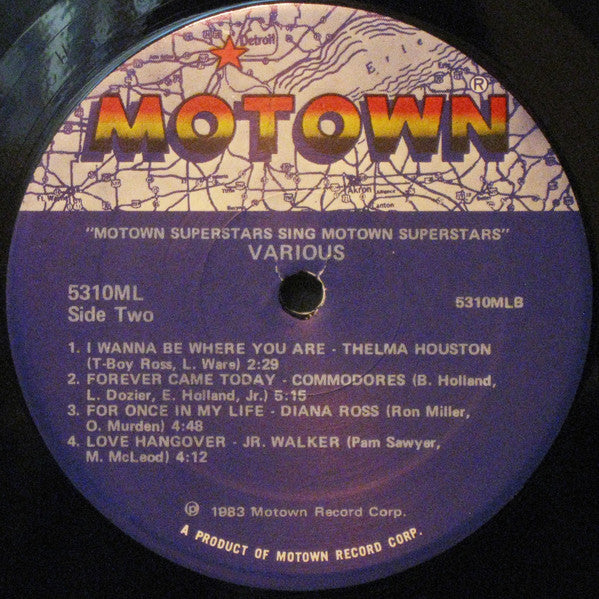 Detroit
Erie
MOTOWN®
Akron
Canton
"MOTOWN SUPERSTARS SING MOTOWN SUPERSTARS"
VARIOUS
5310ML
Side Two
5310MLB
1. I WANNA BE WHERE YOU ARE - THELMA HOUSTON
(T-Boy Ross, L. Ware) 2:29
2. FOREVER CAME TODAY - COMMODORES (B. Holland,
L. Dozier, E. Holland, Jr.) 5:15
3. FOR ONCE IN MY LIFE - DIANA ROSS (Ron Miller,
O. Murden) 4:48
4. LOVE HANGOVER - JR. WALKER (Pam Sawyer,
M. McLeod) 4:12
℗ 1983 Motown Record Corp.
A PRODUCT OF MOTOWN RECORD CORP.